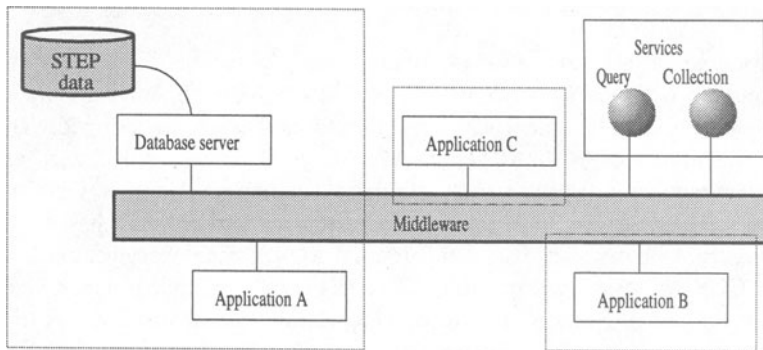 STEP
data
Database server
Application C
Services
Query
Collection
Middleware
Application A
Application B